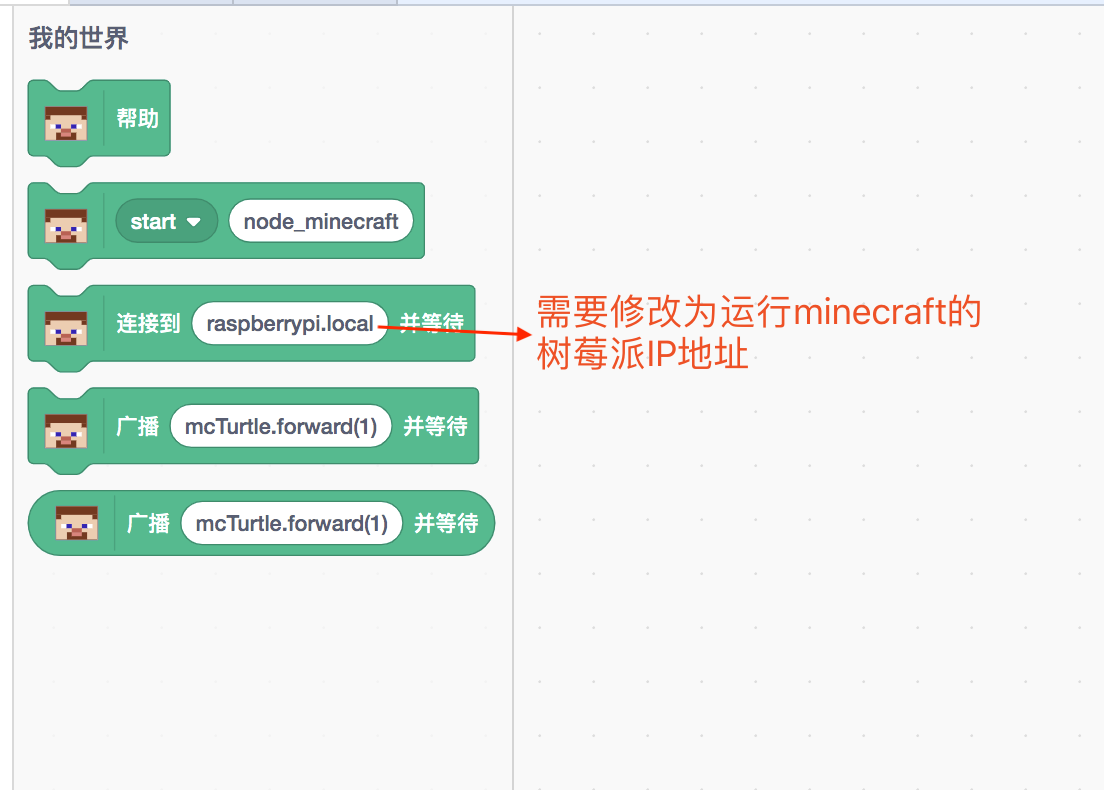 我的世界
帮助
start node_minecraft
连接到 raspberrypi.local 并等待
需要修改为运行minecraft的
树莓派IP地址
广播 mcTurtle.forward(1) 并等待
广播 mcTurtle.forward(1) 并等待